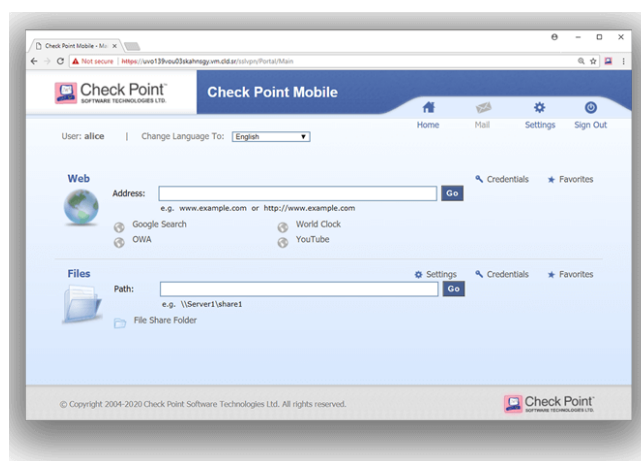 Check Point Mobile - Mo
Not secure | https://uvo139vou03skahnsgy.vm.cld.sr/sslvpn/Portal/Main
Check Point
SOFTWARE TECHNOLOGIES LTD.
Check Point Mobile
Home Mail Settings Sign Out
User: alice | Change Language To: English
Web
Credentials Favorites
Address: Go
e.g. www.example.com or http://www.example.com
Google Search World Clock
OWA YouTube
Files
Settings Credentials Favorites
Path: Go
e.g. \\Server1\share1
File Share Folder
© Copyright 2004-2020 Check Point Software Technologies Ltd. All rights reserved.
Check Point
SOFTWARE TECHNOLOGIES LTD.